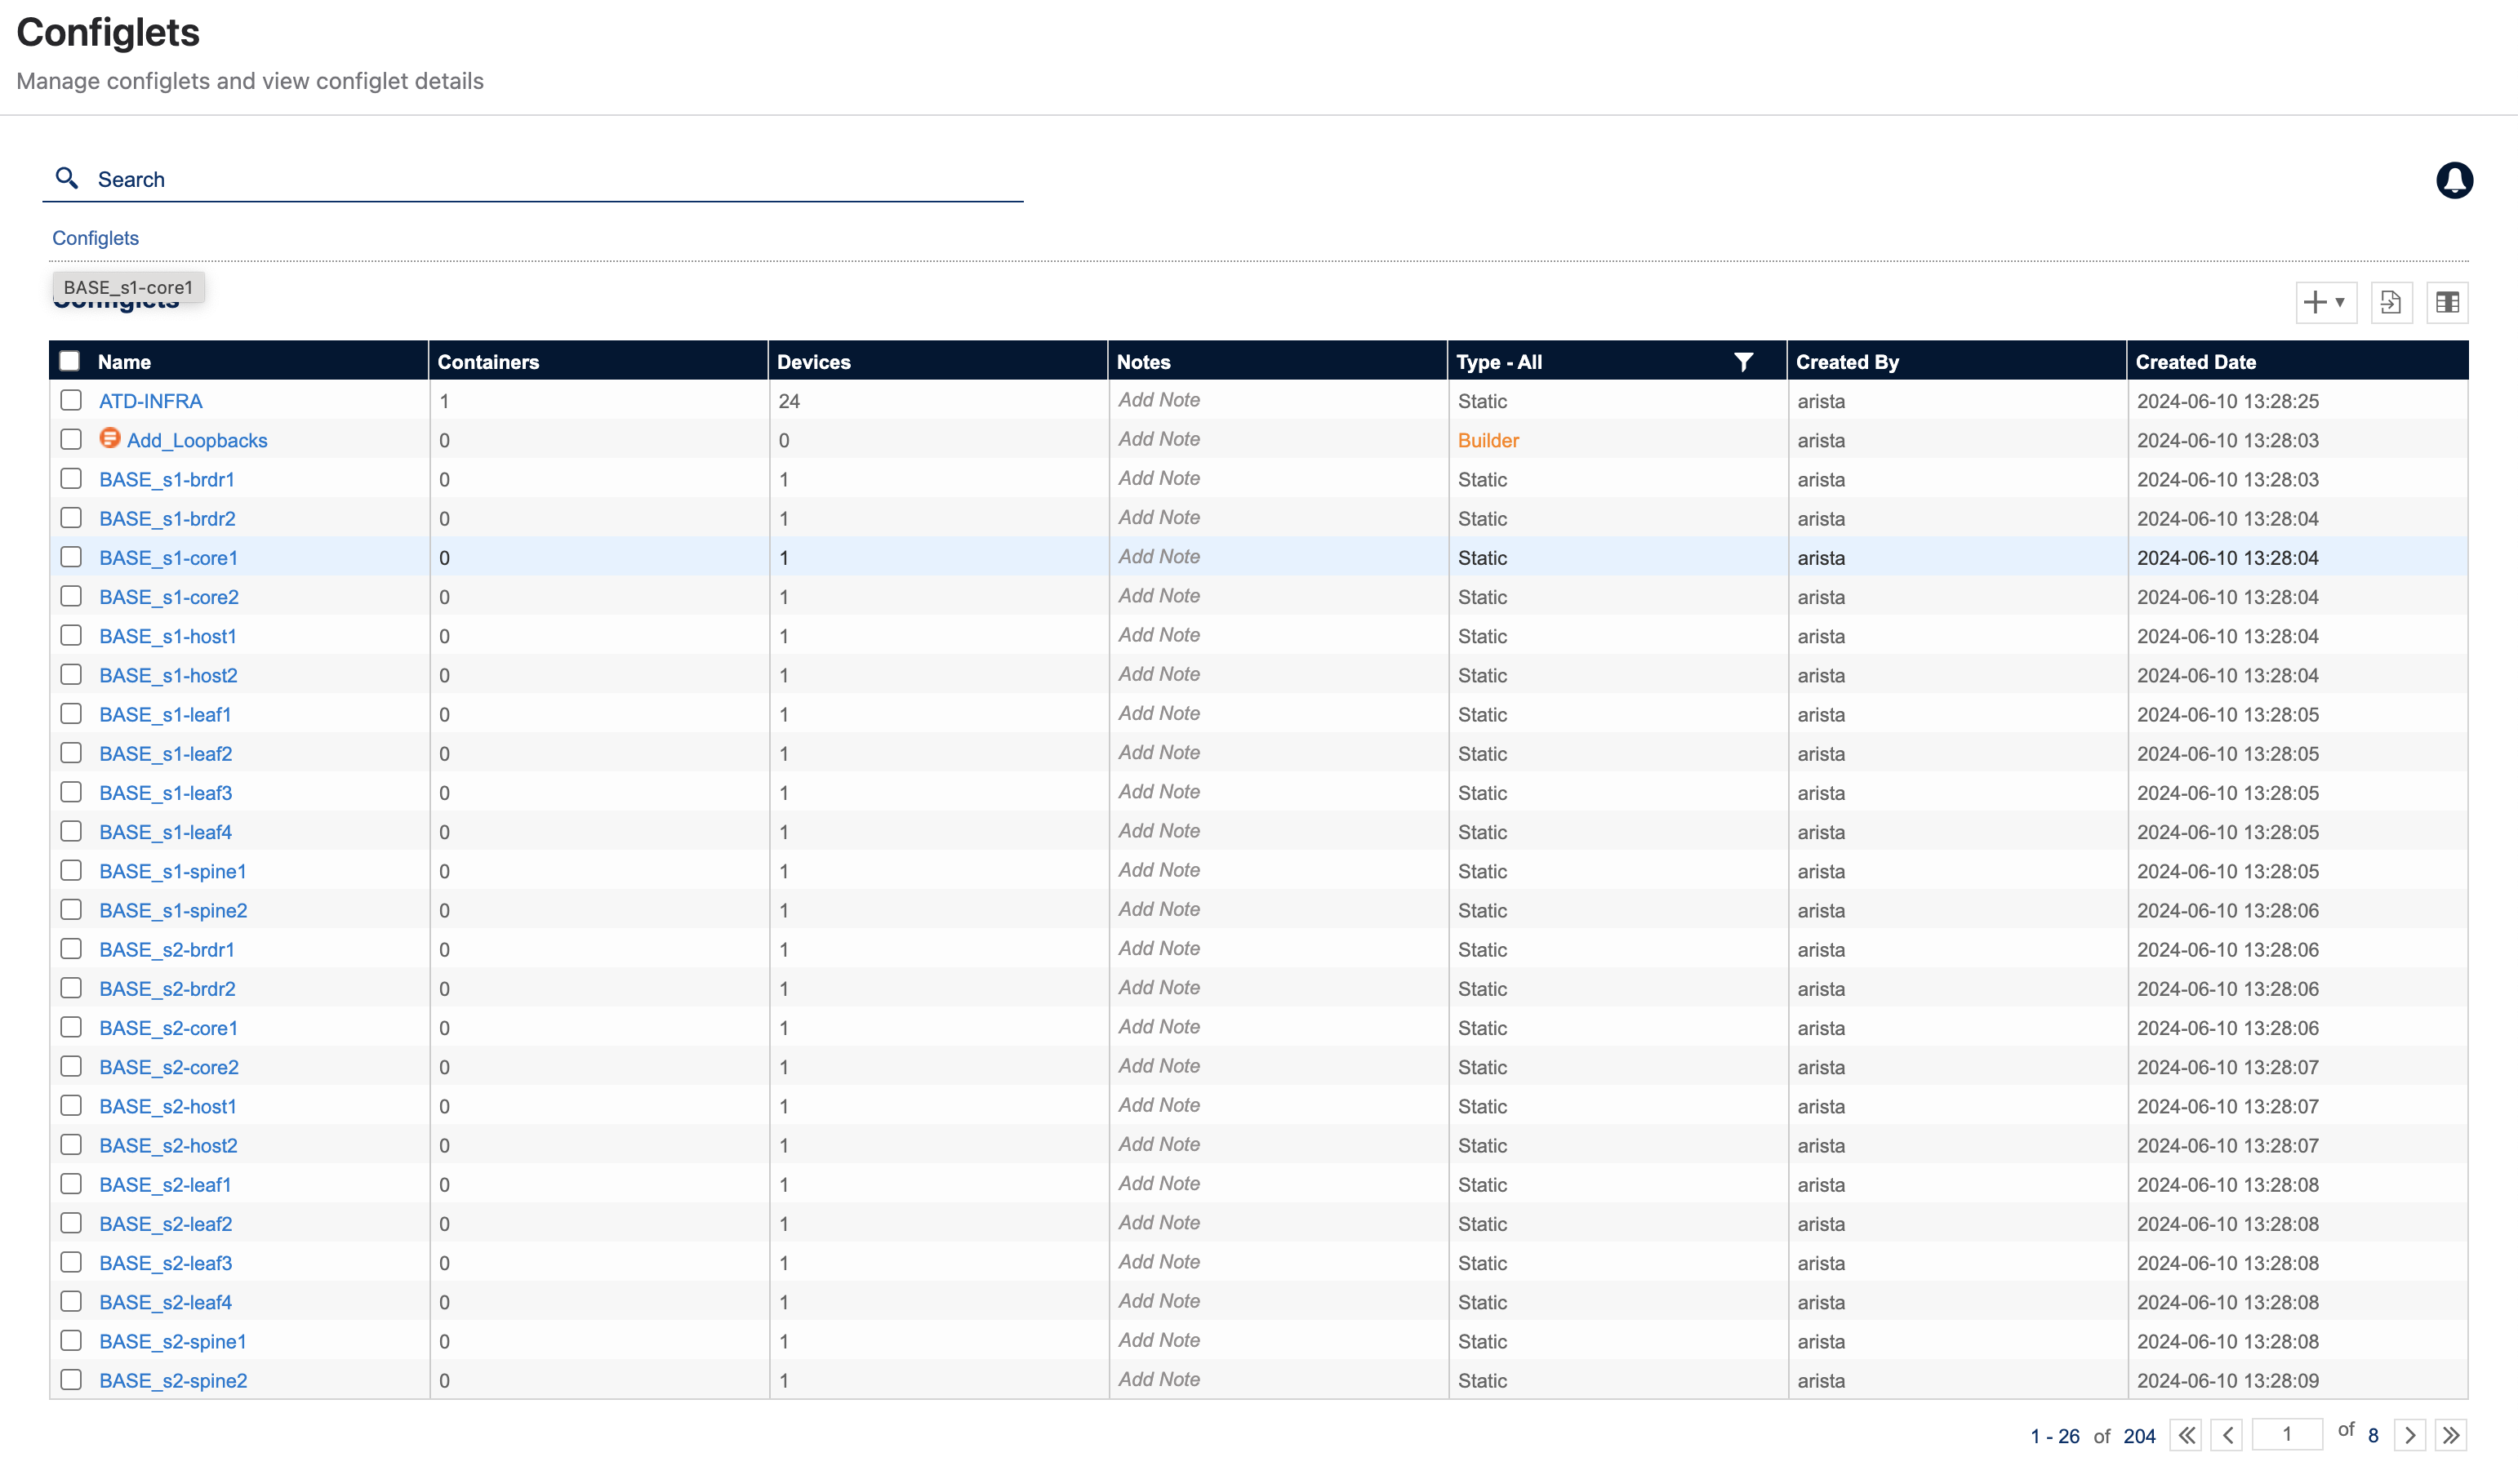 Configlets
Manage configlets and view configlet details
Search
Configlets
BASE_s1-core1
Configlets
Name Containers Devices Notes Type - All Created By Created Date
ATD-INFRA 1 24 Add Note Static arista 2024-06-10 13:28:25
Add_Loopbacks 0 0 Add Note Builder arista 2024-06-10 13:28:03
BASE_s1-brdr1 0 1 Add Note Static arista 2024-06-10 13:28:03
BASE_s1-brdr2 0 1 Add Note Static arista 2024-06-10 13:28:04
BASE_s1-core1 0 1 Add Note Static arista 2024-06-10 13:28:04
BASE_s1-core2 0 1 Add Note Static arista 2024-06-10 13:28:04
BASE_s1-host1 0 1 Add Note Static arista 2024-06-10 13:28:04
BASE_s1-host2 0 1 Add Note Static arista 2024-06-10 13:28:04
BASE_s1-leaf1 0 1 Add Note Static arista 2024-06-10 13:28:05
BASE_s1-leaf2 0 1 Add Note Static arista 2024-06-10 13:28:05
BASE_s1-leaf3 0 1 Add Note Static arista 2024-06-10 13:28:05
BASE_s1-leaf4 0 1 Add Note Static arista 2024-06-10 13:28:05
BASE_s1-spine1 0 1 Add Note Static arista 2024-06-10 13:28:05
BASE_s1-spine2 0 1 Add Note Static arista 2024-06-10 13:28:06
BASE_s2-brdr1 0 1 Add Note Static arista 2024-06-10 13:28:06
BASE_s2-brdr2 0 1 Add Note Static arista 2024-06-10 13:28:06
BASE_s2-core1 0 1 Add Note Static arista 2024-06-10 13:28:06
BASE_s2-core2 0 1 Add Note Static arista 2024-06-10 13:28:07
BASE_s2-host1 0 1 Add Note Static arista 2024-06-10 13:28:07
BASE_s2-host2 0 1 Add Note Static arista 2024-06-10 13:28:07
BASE_s2-leaf1 0 1 Add Note Static arista 2024-06-10 13:28:08
BASE_s2-leaf2 0 1 Add Note Static arista 2024-06-10 13:28:08
BASE_s2-leaf3 0 1 Add Note Static arista 2024-06-10 13:28:08
BASE_s2-leaf4 0 1 Add Note Static arista 2024-06-10 13:28:08
BASE_s2-spine1 0 1 Add Note Static arista 2024-06-10 13:28:08
BASE_s2-spine2 0 1 Add Note Static arista 2024-06-10 13:28:09
1 - 26 of 204 1 of 8